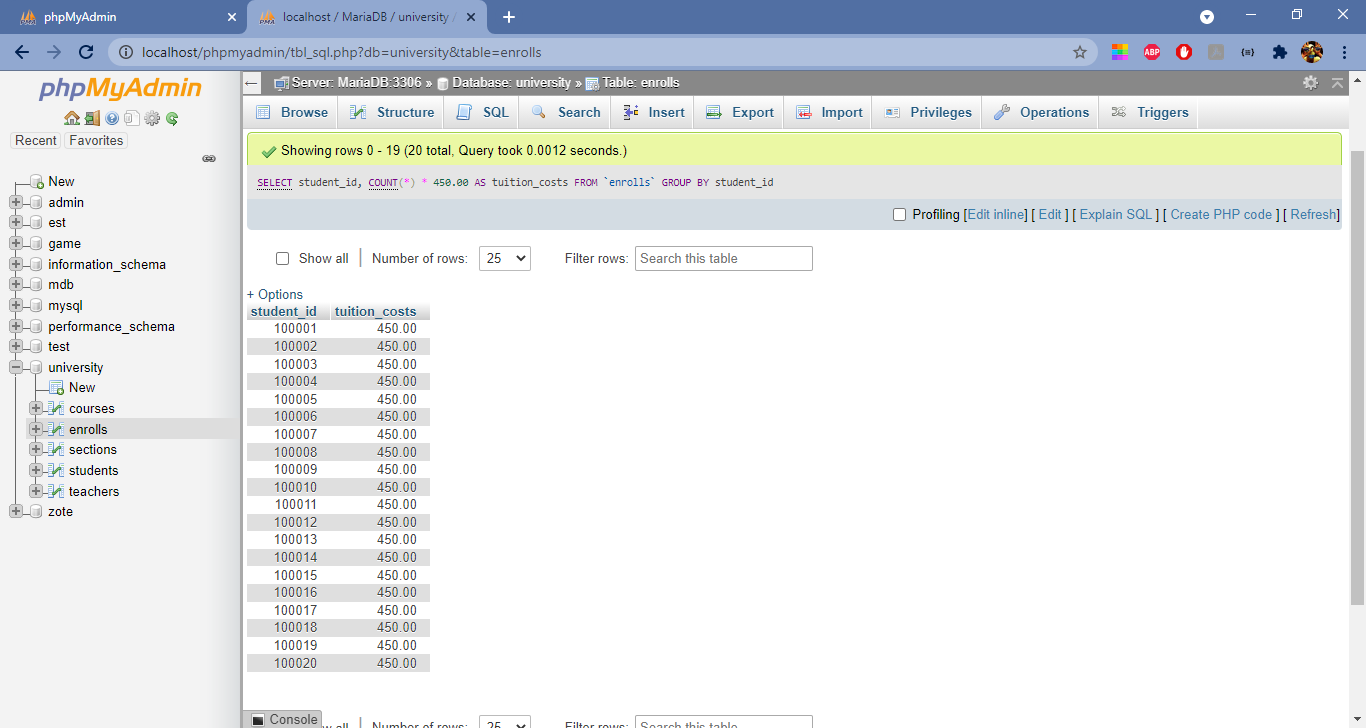 phpMyAdmin
localhost / MariaDB / university /
localhost/phpmyadmin/tbl_sql.php?db=university&table=enrolls
ABP
phpMyAdmin
Recent Favorites
New
admin
est
game
information_schema
mdb
mysql
performance_schema
test
university
New
courses
enrolls
sections
students
teachers
zote
Server: MariaDB:3306 » Database: university » Table: enrolls
Browse Structure SQL Search Insert Export Import Privileges Operations Triggers
Showing rows 0 - 19 (20 total, Query took 0.0012 seconds.)
SELECT student_id, COUNT(*) * 450.00 AS tuition_costs FROM `enrolls` GROUP BY student_id
Profiling [Edit inline] [ Edit ] [ Explain SQL ] [ Create PHP code ] [ Refresh]
Show all | Number of rows: 25 Filter rows: Search this table
+ Options
student_id tuition_costs
100001 450.00
100002 450.00
100003 450.00
100004 450.00
100005 450.00
100006 450.00
100007 450.00
100008 450.00
100009 450.00
100010 450.00
100011 450.00
100012 450.00
100013 450.00
100014 450.00
100015 450.00
100016 450.00
100017 450.00
100018 450.00
100019 450.00
100020 450.00
Console
all Number of rows: 25 Filter rows: Search this table